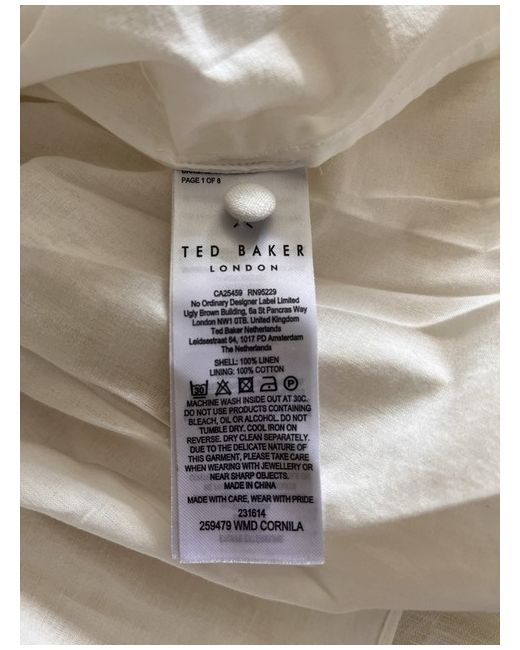 PAGE 1 OF 8
TED BAKER
LONDON
CA25459 RN95229
No Ordinary Designer Label Limited
Ugly Brown Building, 6a St Pancras Way
London NW1 0TB. United Kingdom
Ted Baker Netherlands
Leidsestraat 64, 1017 PD Amsterdam
The Netherlands
SHELL: 100% LINEN
LINING: 100% COTTON
30 P
MACHINE WASH INSIDE OUT AT 30C.
DO NOT USE PRODUCTS CONTAINING
BLEACH, OIL OR ALCOHOL. DO NOT
TUMBLE DRY. COOL IRON ON
REVERSE. DRY CLEAN SEPARATELY.
DUE TO THE DELICATE NATURE OF
THIS GARMENT, PLEASE TAKE CARE
WHEN WEARING WITH JEWELLERY OR
NEAR SHARP OBJECTS.
MADE IN CHINA
MADE WITH CARE, WEAR WITH PRIDE
231614
259479 WMD CORNILA